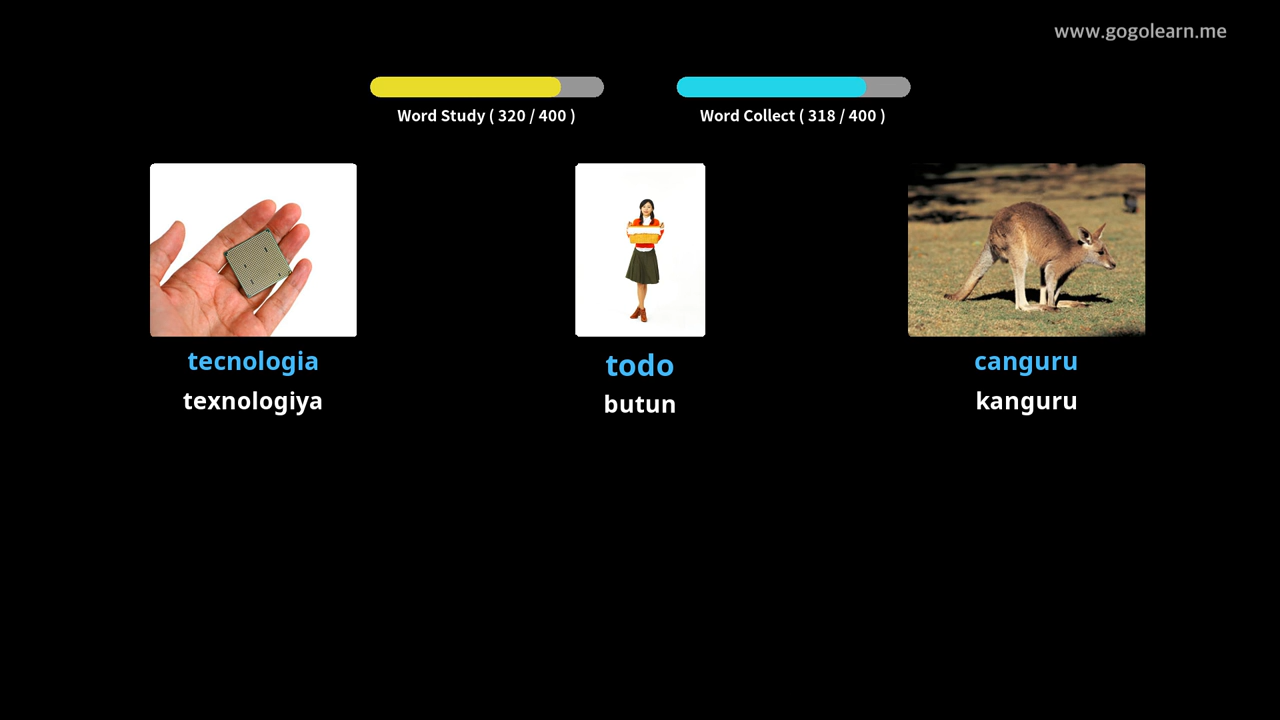 www.gogolearn.me
Word Study ( 320 / 400 )
Word Collect ( 318 / 400 )
tecnologia
texnologiya
todo
butun
canguru
kanguru